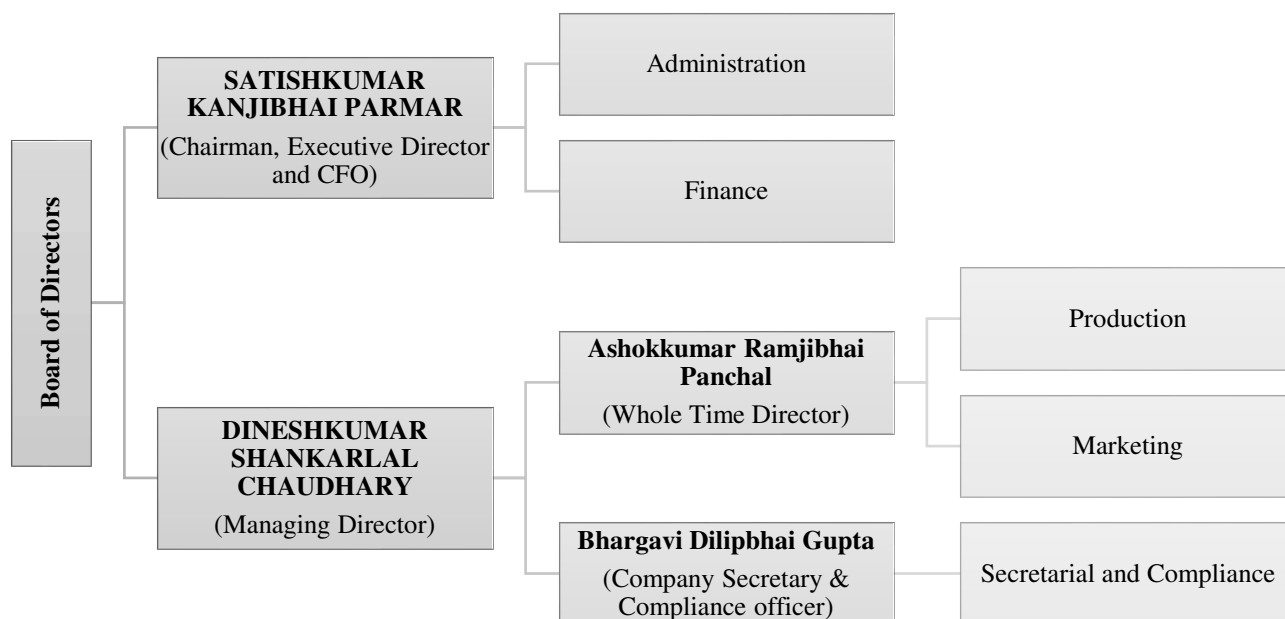 Board of Directors
SATISHKUMAR
KANJIBHAI PARMAR
(Chairman, Executive Director
and CFO)
Administration
Finance
DINESHKUMAR
SHANKARLAL
CHAUDHARY
(Managing Director)
Ashokkumar Ramjibhai
Panchal
(Whole Time Director)
Production
Marketing
Bhargavi Dilipbhai Gupta
(Company Secretary &
Compliance officer)
Secretarial and Compliance